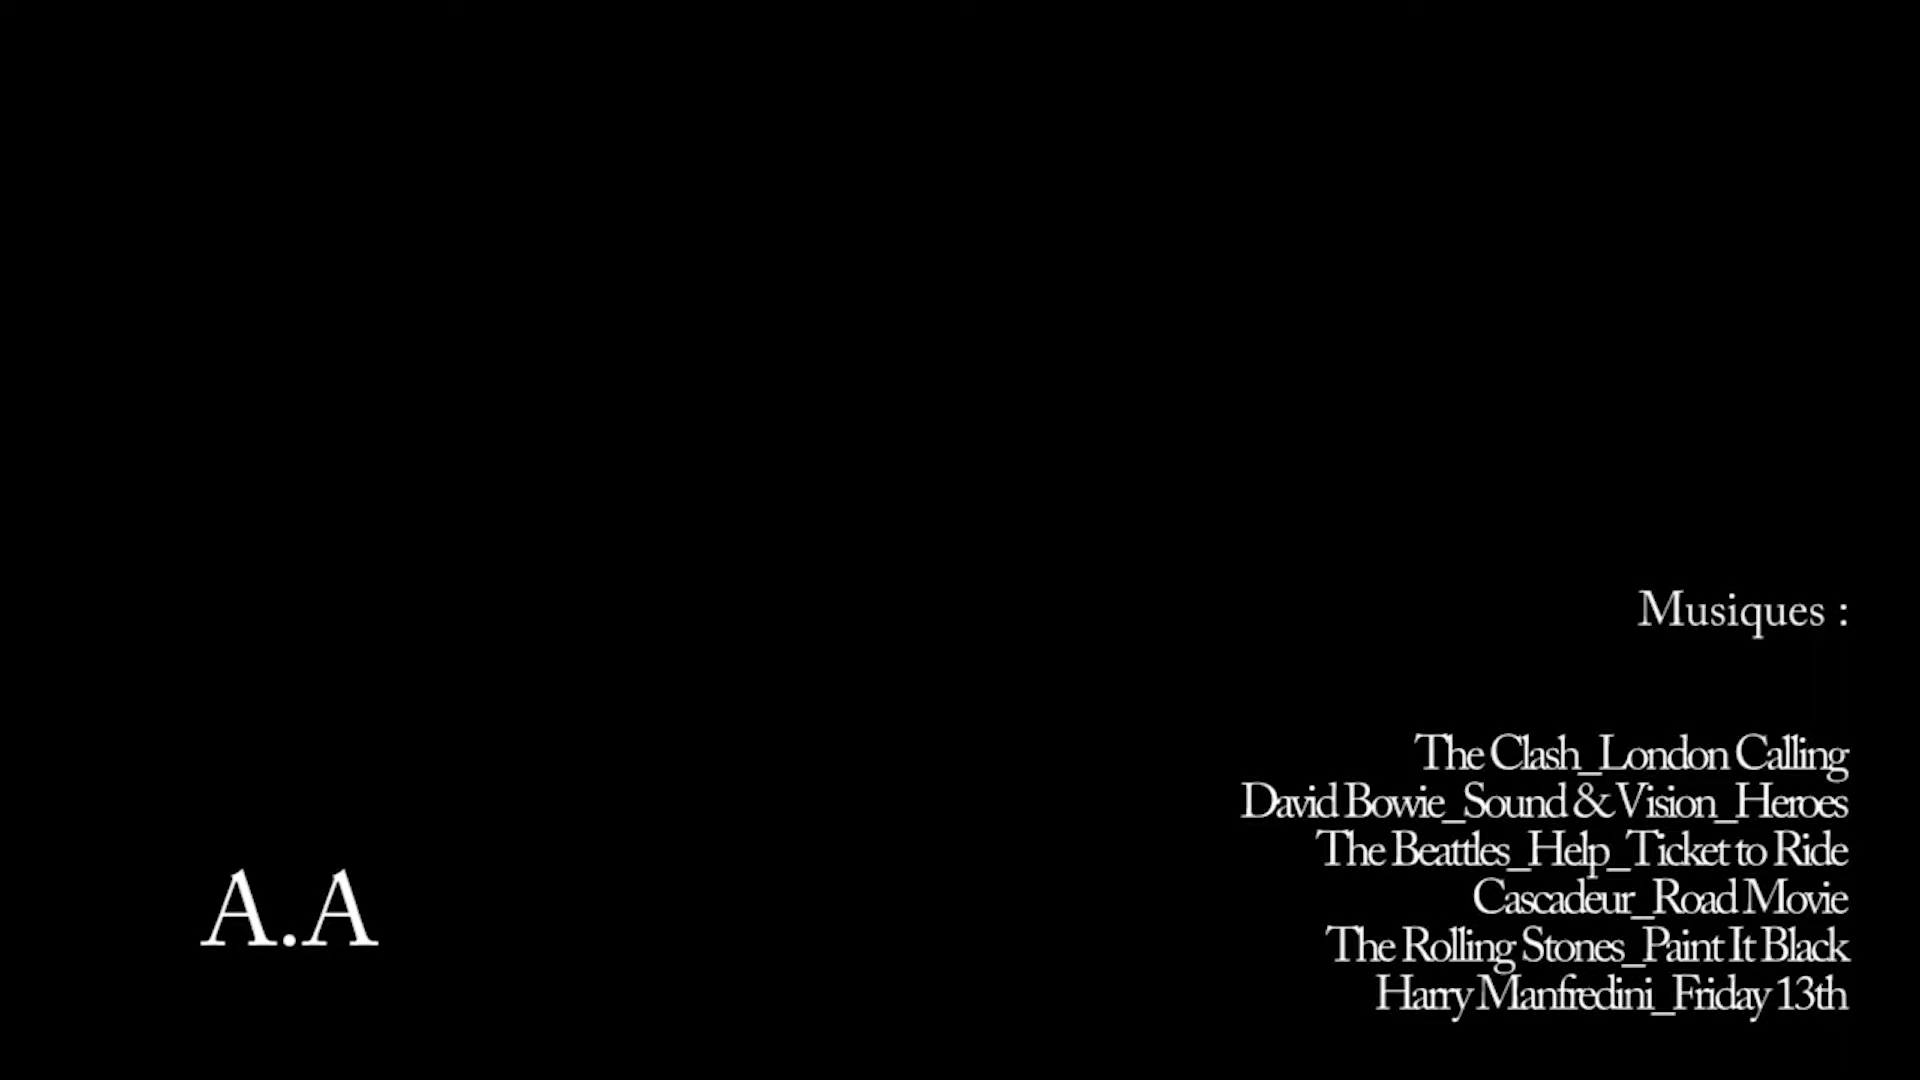 Musiques :
The Clash_London Calling
David Bowie_Sound & Vision_Heroes
The Beattles_Help_Ticket to Ride
Cascadeur_Road Movie
The Rolling Stones_Paint It Black
Harry Manfredini_Friday 13th
A.A